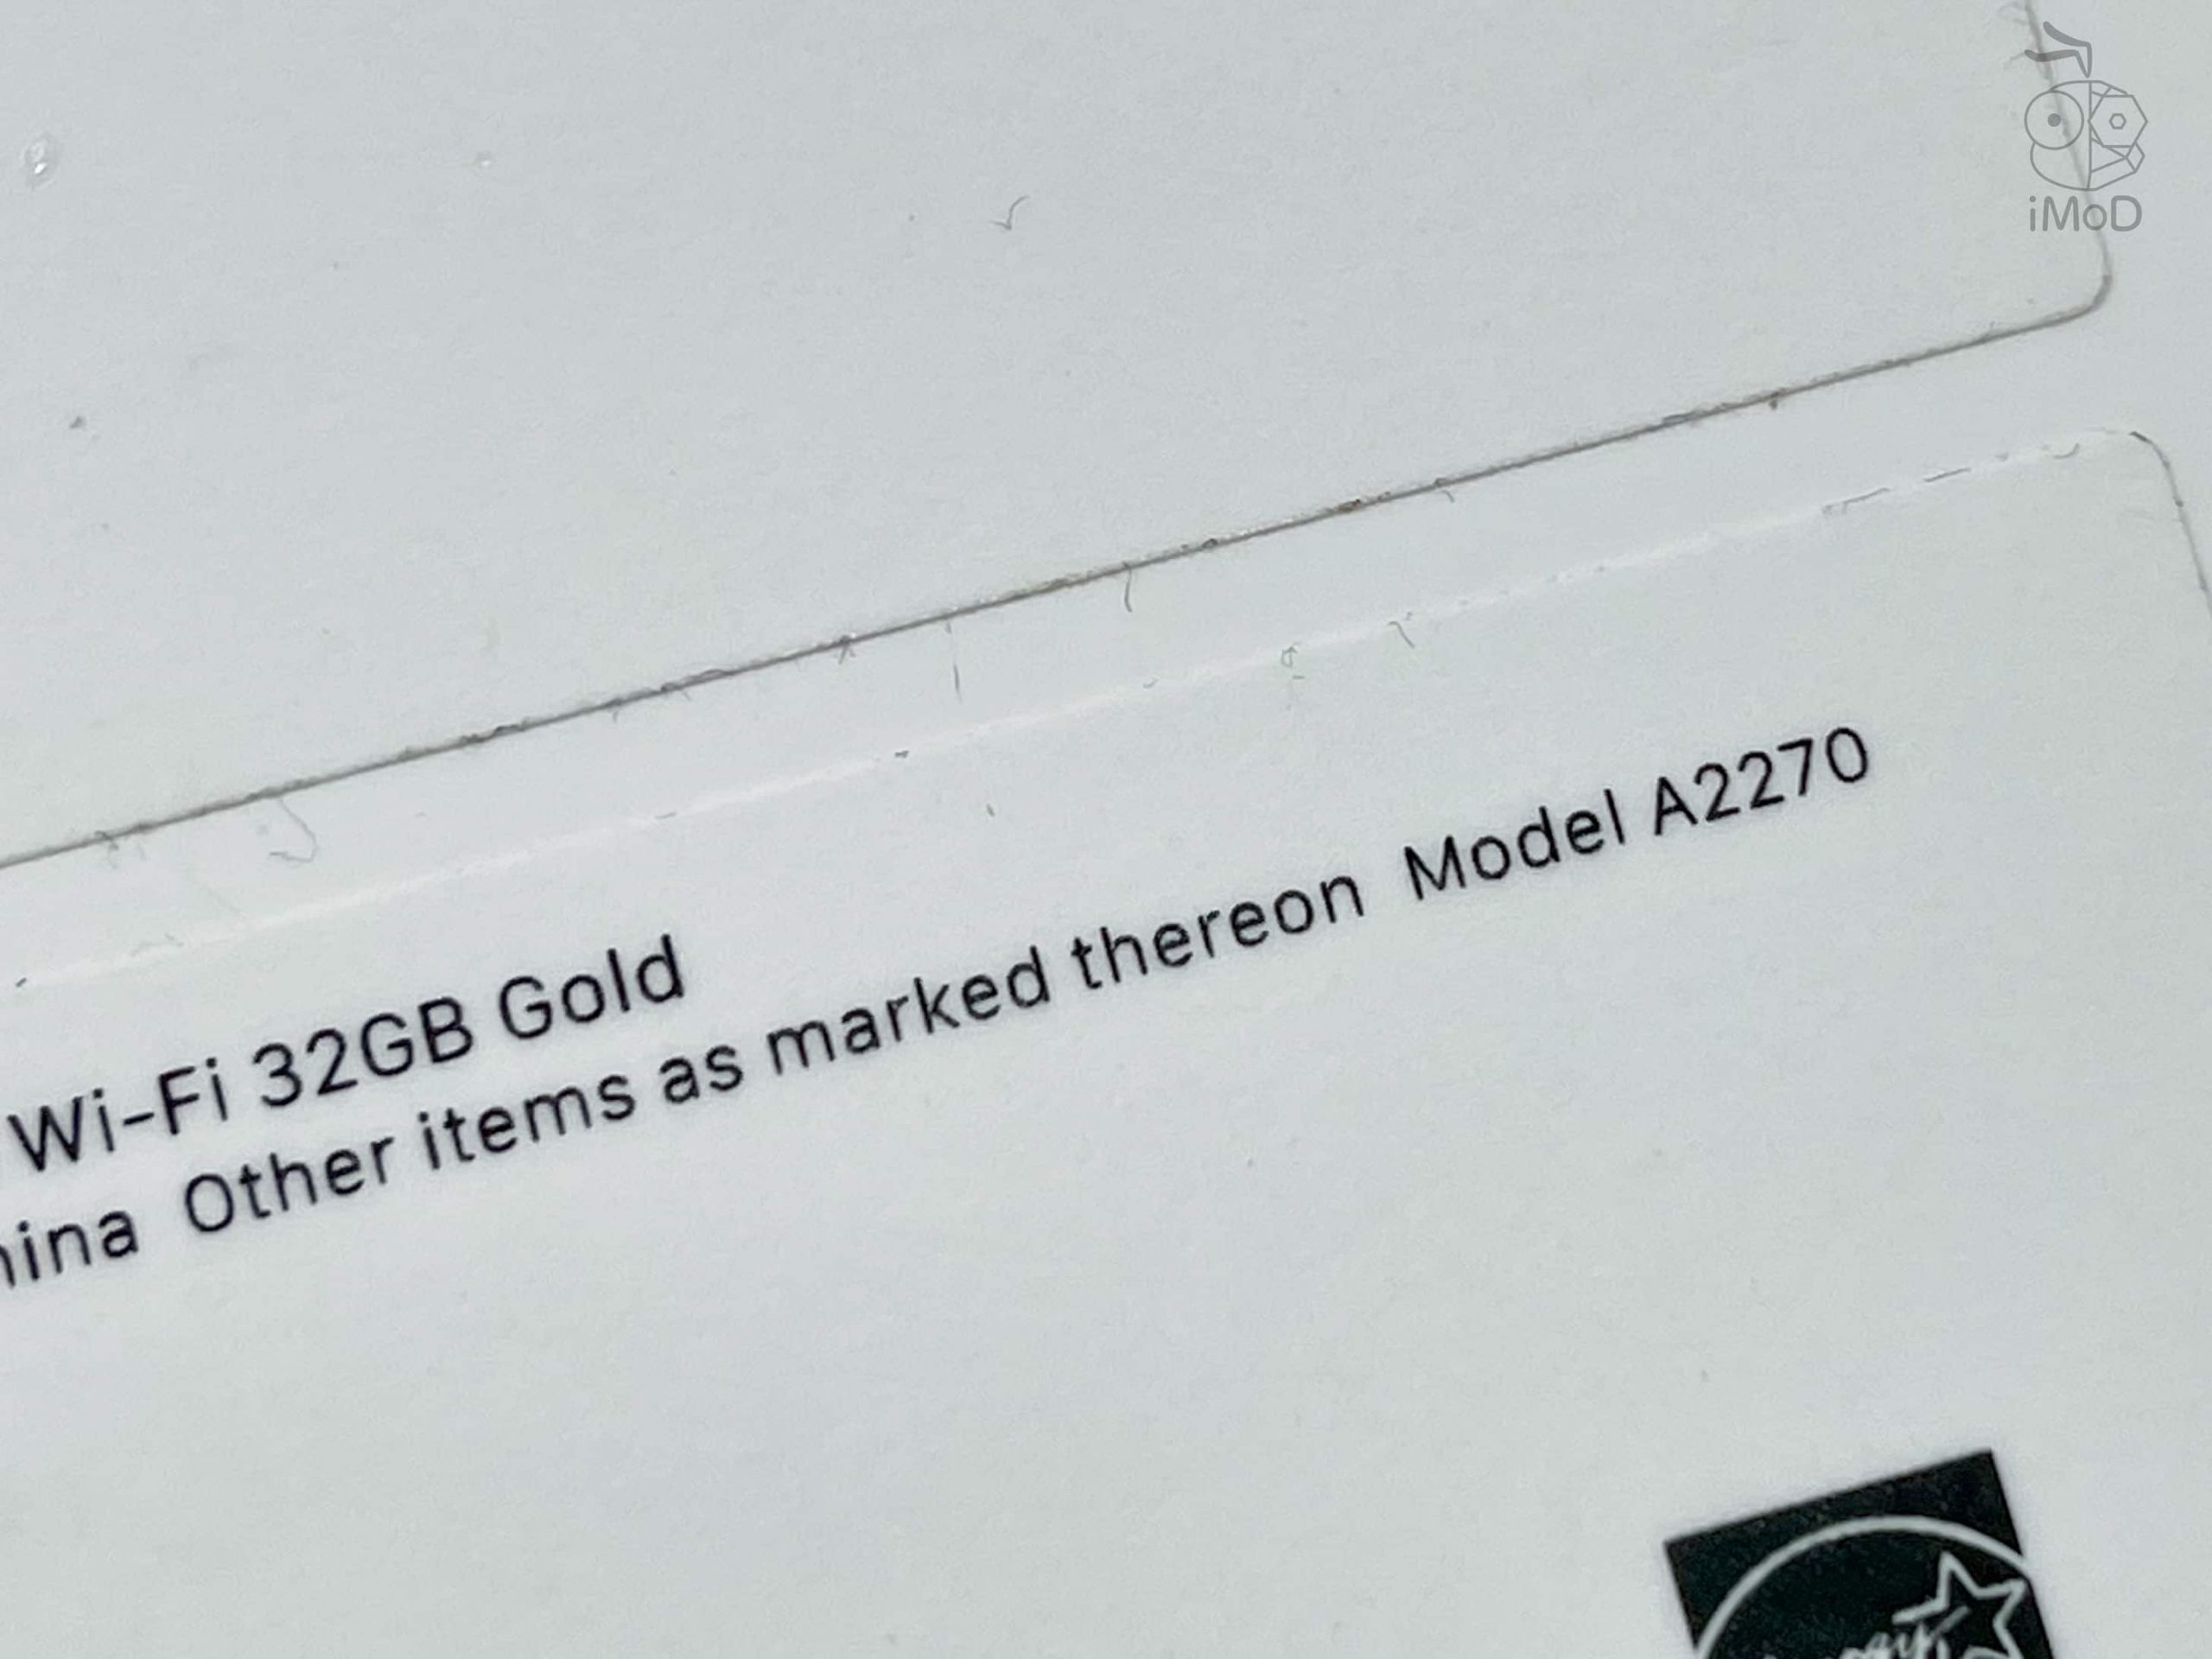 iMoD
Wi-Fi 32GB Gold
hina Other items as marked thereon Model A2270